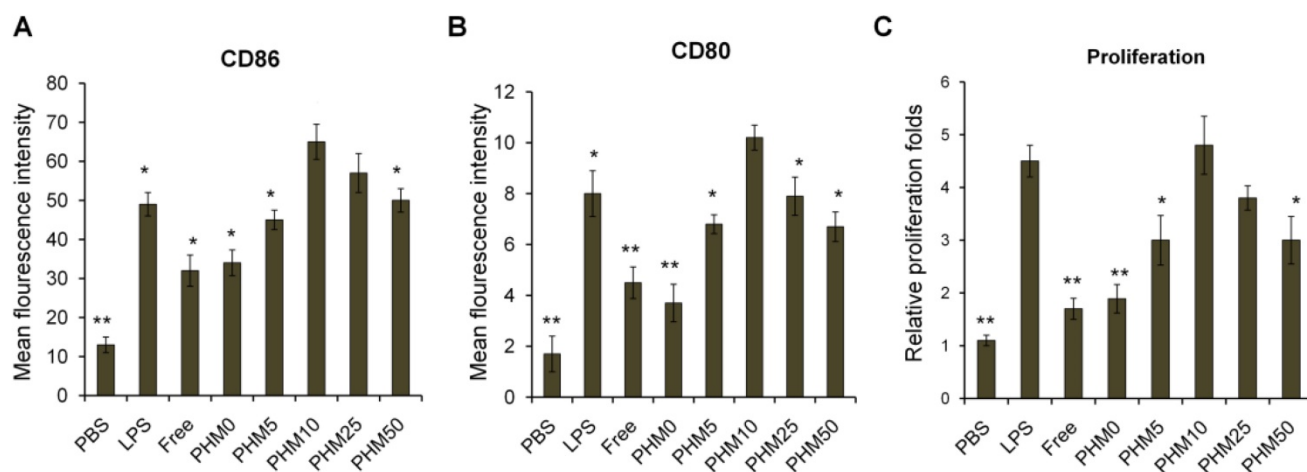 A
CD86
Mean flourescence intensity
80
70
60
50
40
30
20
10
0
**
*
*
*
*
*
PBS
LPS
Free
PHM0
PHM5
PHM10
PHM25
PHM50
B
CD80
Mean flourescence intensity
12
10
8
6
4
2
0
**
*
**
**
*
*
*
PBS
LPS
Free
PHM0
PHM5
PHM10
PHM25
PHM50
C
Proliferation
Relative proliferation folds
6
5
4
3
2
1
0
**
**
**
*
*
PBS
LPS
Free
PHM0
PHM5
PHM10
PHM25
PHM50